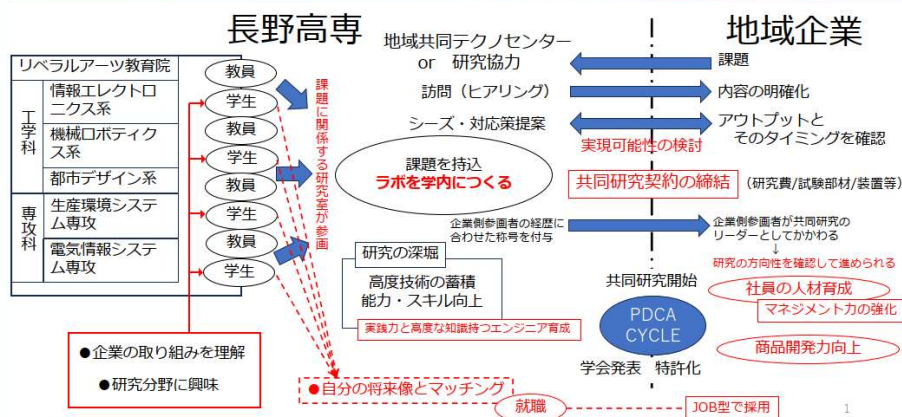 長野高専
地域企業
リベラルアーツ教育院
工学科
情報エレクトロ
ニクス系
機械ロボティク
ス系
都市デザイン系
専攻科
生産環境システ
ム専攻
電気情報システ
ム専攻
教員
学生
教員
学生
教員
学生
教員
学生
課題に関係する研究室が参画
●企業の取り組みを理解
●研究分野に興味
地域共同テクノセンター
or 研究協力
課題
訪問（ヒアリング）
内容の明確化
シーズ・対応策提案
アウトプットと
そのタイミングを確認
実現可能性の検討
課題を持込
ラボを学内につくる
共同研究契約の締結
（研究費/試験部材/装置等）
企業側参画者の経歴に
合わせた称号を付与
企業側参画者が共同研究の
リーダーとしてかかわる
↓
研究の方向性を確認して進められる
研究の深堀
高度技術の蓄積
能力・スキル向上
実践力と高度な知識持つエンジニア育成
共同研究開始
PDCA
CYCLE
学会発表 特許化
社員の人材育成
マネジメント力の強化
商品開発力向上
●自分の将来像とマッチング
就職
JOB型で採用
1